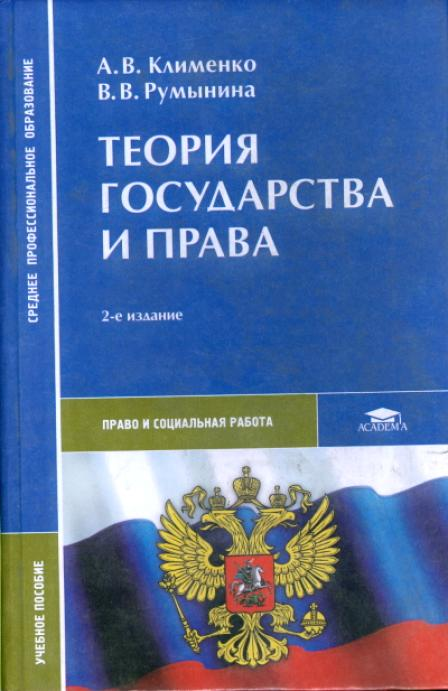 А. В. Клименко
В. В. Румынина
ТЕОРИЯ
ГОСУДАРСТВА
И ПРАВА
2-е издание
ПРАВО И СОЦИАЛЬНАЯ РАБОТА
ACADEMA
СРЕДНЕЕ ПРОФЕССИОНАЛЬНОЕ ОБРАЗОВАНИЕ
УЧЕБНОЕ ПОСОБИЕ